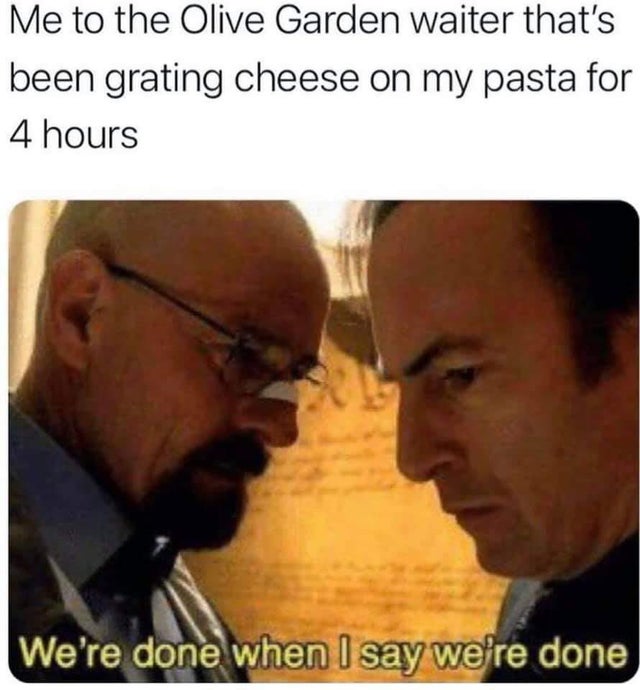 Me to the Olive Garden waiter that's
been grating cheese on my pasta for
4 hours
We're done when I say we're done